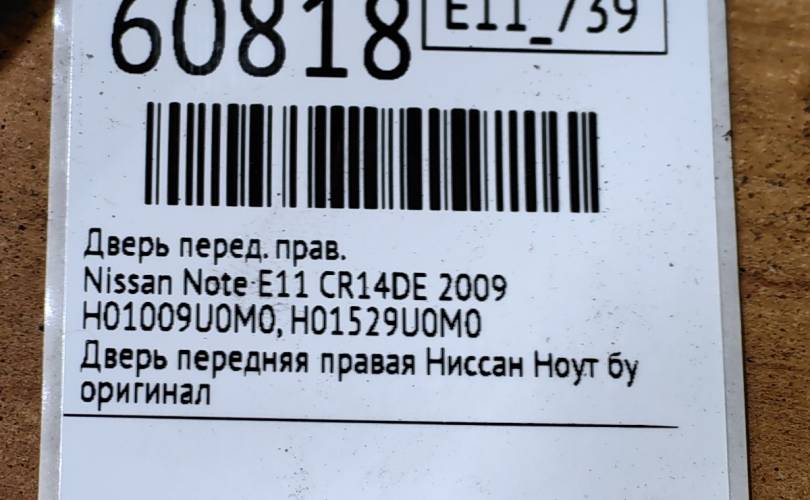 60818
E11_739
Дверь перед. прав.
Nissan Note E11 CR14DE 2009
H01009U0M0, H01529U0M0
Дверь передняя правая Ниссан Ноут бу
оригинал